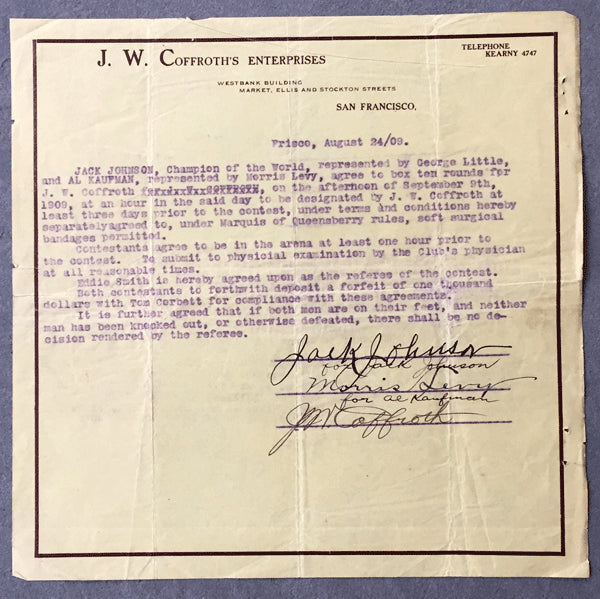 J. W. COFFROTH'S ENTERPRISES
TELEPHONE
KEARNY 4747
WESTBANK BUILDING
MARKET, ELLIS AND STOCKTON STREETS
SAN FRANCISCO,
Frisco, August 24/09.
JACK JOHNSON, Champion of the World, represented by George Little,
and AL KAUFMAN, represented by Morris Levy, agree to box ten rounds for
J. W. Coffroth, on the afternoon of September 9th,
1909, at an hour in the said day to be designated by J. W. Coffroth at
least three days prior to the contest, under terms and conditions hereby
separatelyagreed to, under Marquis of Queensberry rules, soft surgical
bandages permitted.
Contestants agree to be in the arena at least one hour prior to
the contest. To submit to physicial examination by the Club's physician
at all reasonable times.
Eddie Smith is hereby agreed upon as the referee of the contest.
Both contestants to forthwith deposit a forfeit of one thousand
dollars with Tom Corbett for compliance with these agreements.
It is further agreed that if both men are on their feet, and neither
man has been knocked out, or otherwise defeated, there shall be no de-
cision rendered by the referee.
Jack Johnson
for Jack Johnson
Morris Levy
for Al Kaufman
J W Coffroth